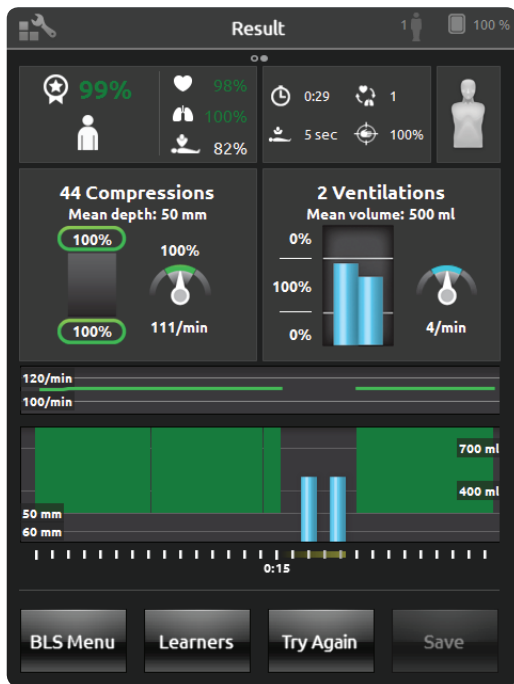 Result
1
100 %
99%
98%
100%
82%
0:29
1
5 sec
100%
44 Compressions
Mean depth: 50 mm
100%
100%
100%
111/min
2 Ventilations
Mean volume: 500 ml
0%
100%
0%
4/min
120/min
100/min
700 ml
400 ml
50 mm
60 mm
0:15
BLS Menu
Learners
Try Again
Save